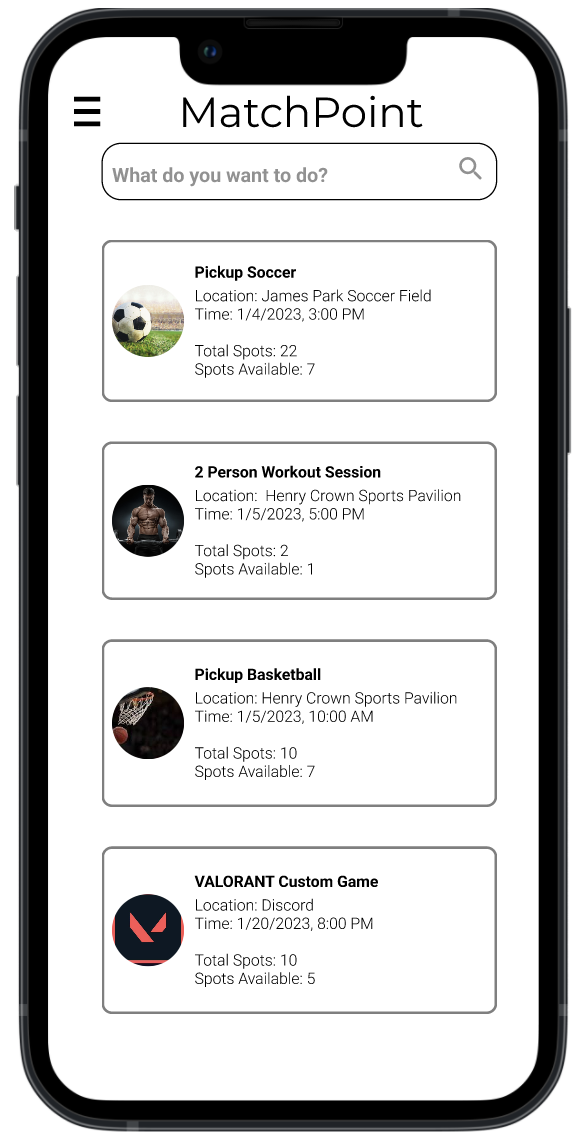 MatchPoint
What do you want to do?
Pickup Soccer
Location: James Park Soccer Field
Time: 1/4/2023, 3:00 PM
Total Spots: 22
Spots Available: 7
2 Person Workout Session
Location:  Henry Crown Sports Pavilion
Time: 1/5/2023, 5:00 PM
Total Spots: 2
Spots Available: 1
Pickup Basketball
Location: Henry Crown Sports Pavilion
Time: 1/5/2023, 10:00 AM
Total Spots: 10
Spots Available: 7
VALORANT Custom Game
Location: Discord
Time: 1/20/2023, 8:00 PM
Total Spots: 10
Spots Available: 5